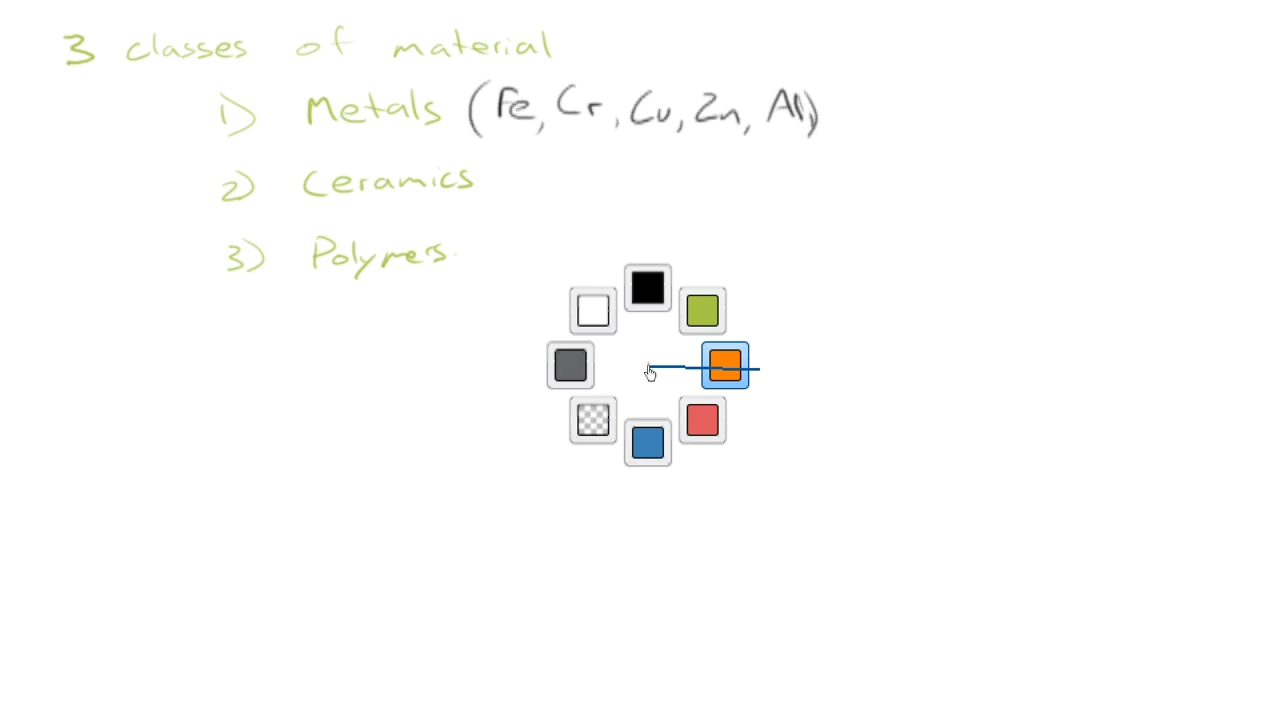 3 classes of material
1) Metals (Fe, Cr, Cu, Zn, Al)
2) Ceramics
3) Polymers.